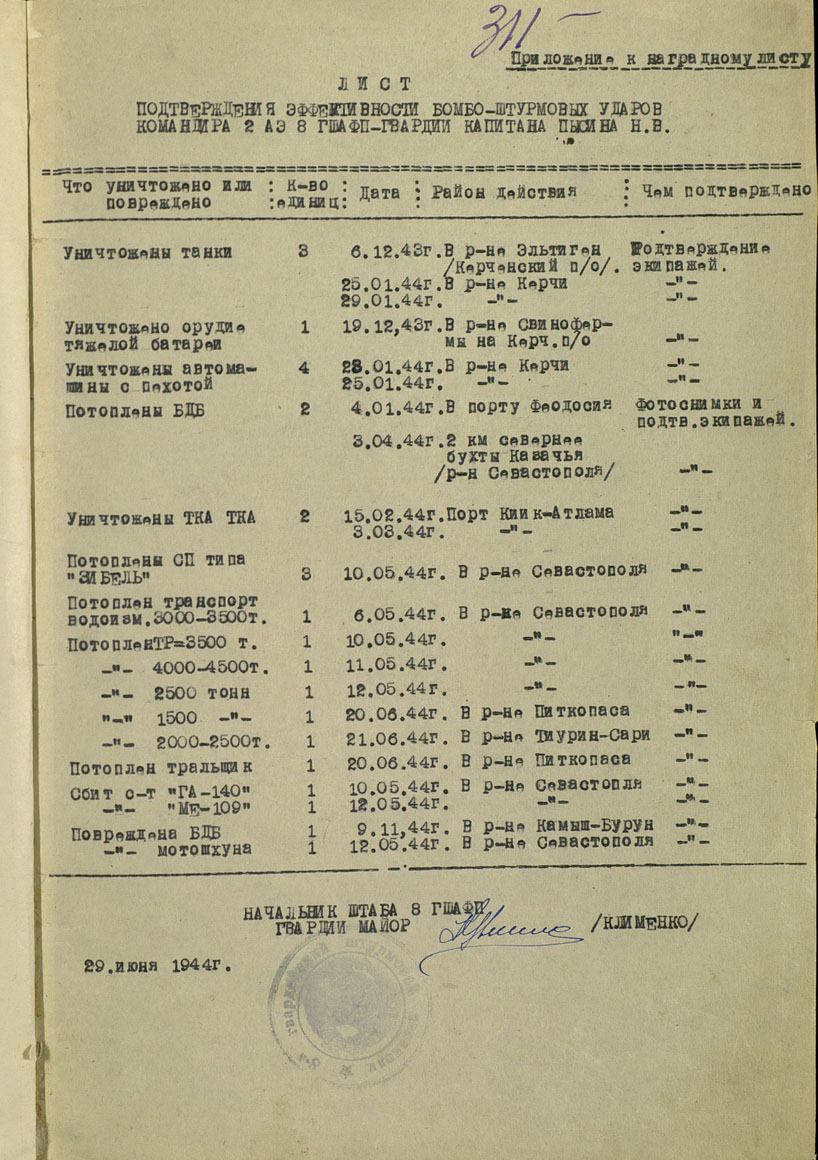 311–
Приложение к наградному листу
ЛИСТ
ПОДТВЕРЖДЕНИЯ ЭФФЕКТИВНОСТИ БОМБО-ШТУРМОВЫХ УДАРОВ
КОМАНДИРА 2 АЭ 8 ГШАФП-ГВАРДИИ КАПИТАНА ПЫСИНА Н.В.
Что уничтожено или : К-во : Дата : Район действия : Чем подтверждено
повреждено :единиц: :
Уничтожены танки 3 6.12.43г. В р-не Эльтиген Подтверждение
/Керченский п/о/. экипажей.
25.01.44г. В р-не Керчи -"-
29.01.44г. -"- -"-
Уничтожено орудие 1 19.12,43г. В р-не Свинофер-
тяжелой батареи мы на Керч.п/о -"-
Уничтожены автома- 4 23.01.44г. В р-не Керчи -"-
шины с пехотой 25.01.44г. -"- -"-
Потоплены БДБ 2 4.01.44г. В порту Феодосия Фотоснимки и
подтв.экипажей.
3.04.44г. 2 км севернее
бухты Казачья
/р-н Севастополя/ -"-
Уничтожены ТКА ТКА 2 15.02.44г. Порт Киик-Атлама -"-
3.03.44г. -"- -"-
Потоплены СП типа
"ЗИБЕЛЬ" 3 10.05.44г. В р-не Севастополя -"-
Потоплен транспорт
водоизм.3000-3500т. 1 6.05.44г. В р-не Севастополя -"-
ПотопленТР=3500 т. 1 10.05.44г. -"- "-"
-"- 4000-4500т. 1 11.05.44г. -"- -"-
-"- 2500 тонн 1 12.05.44г. -"- -"-
"-" 1500 -"- 1 20.06.44г. В р-не Питкопаса -"-
-"- 2000-2500т. 1 21.06.44г. В р-не Тиурин-Сари -"-
Потоплен тральщик 1 20.06.44г. В р-не Питкопаса -"-
Сбит с-т "ГА-140" 1 10.05.44г. В р-не Севастопля -"-
-"- "МЕ-109" 1 12.05.44г. -"- -"-
Повреждена БДБ 1 9.11,44г. В р-не Камыш-Бурун -"-
-"- мотошхуна 1 12.05.44г. В р-не Севастополя -"-
НАЧАЛЬНИК ШТАБА 8 ГШАФП
ГВАРДИИ МАЙОР /КЛИМЕНКО/
29.июня 1944г.